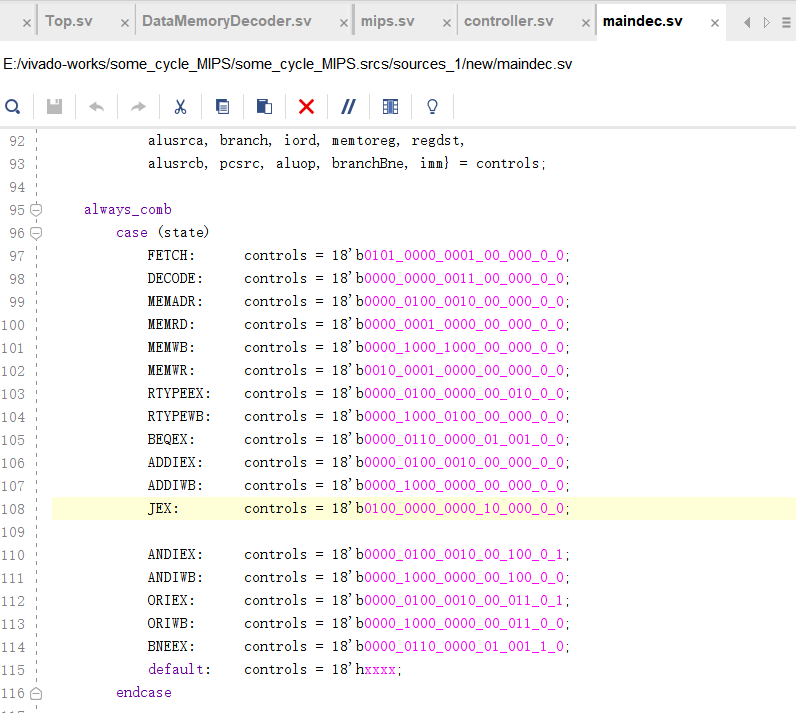 Top.sv DataMemoryDecoder.sv mips.sv controller.sv maindec.sv
E:/vivado-works/some_cycle_MIPS/some_cycle_MIPS.srcs/sources_1/new/maindec.sv
92 alusrca, branch, iord, memtoreg, regdst,
93 alusrcb, pcsrc, aluop, branchBne, imm} = controls;
94
95 always_comb
96 case (state)
97 FETCH: controls = 18'b0101_0000_0001_00_000_0_0;
98 DECODE: controls = 18'b0000_0000_0011_00_000_0_0;
99 MEMADR: controls = 18'b0000_0100_0010_00_000_0_0;
100 MEMRD: controls = 18'b0000_0001_0000_00_000_0_0;
101 MEMWB: controls = 18'b0000_1000_1000_00_000_0_0;
102 MEMWR: controls = 18'b0010_0001_0000_00_000_0_0;
103 RTYPEEX: controls = 18'b0000_0100_0000_00_010_0_0;
104 RTYPEWB: controls = 18'b0000_1000_0100_00_000_0_0;
105 BEQEX: controls = 18'b0000_0110_0000_01_001_0_0;
106 ADDIEX: controls = 18'b0000_0100_0010_00_000_0_0;
107 ADDIWB: controls = 18'b0000_1000_0000_00_000_0_0;
108 JEX: controls = 18'b0100_0000_0000_10_000_0_0;
109
110 ANDIEX: controls = 18'b0000_0100_0010_00_100_0_1;
111 ANDIWB: controls = 18'b0000_1000_0000_00_100_0_0;
112 ORIEX: controls = 18'b0000_0100_0010_00_011_0_1;
113 ORIWB: controls = 18'b0000_1000_0000_00_011_0_0;
114 BNEEX: controls = 18'b0000_0110_0000_01_001_1_0;
115 default: controls = 18'hxxxx;
116 endcase